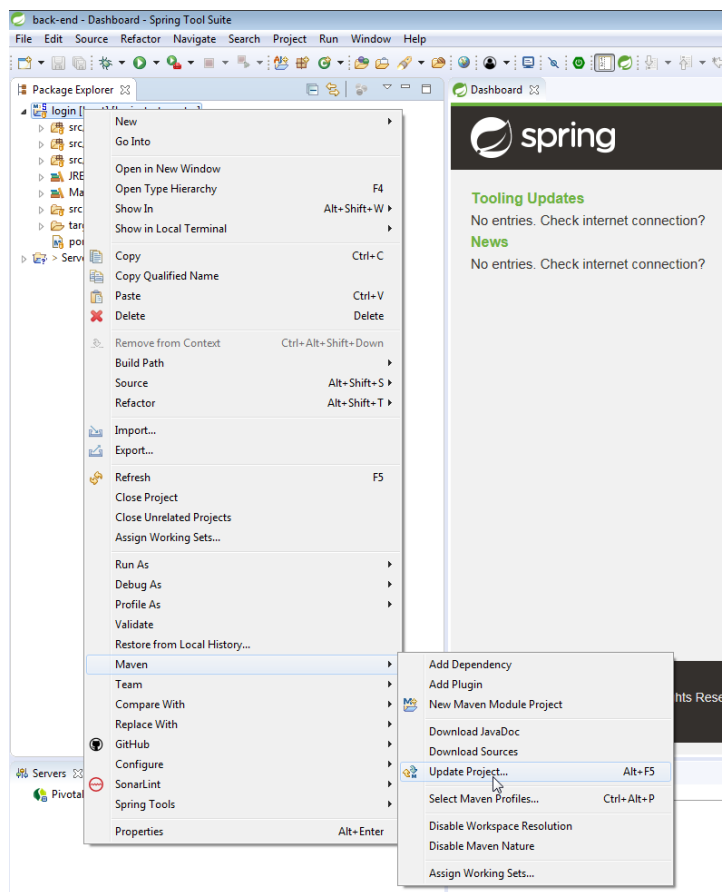 back-end - Dashboard - Spring Tool Suite
File Edit Source Refactor Navigate Search Project Run Window Help
Package Explorer
Dashboard
login
src
src
src
JRE
Ma
src
tar
> Serv
New
Go Into
Open in New Window
Open Type Hierarchy F4
Show In Alt+Shift+W
Show in Local Terminal
Copy Ctrl+C
Copy Qualified Name
Paste Ctrl+V
Delete Delete
Remove from Context Ctrl+Alt+Shift+Down
Build Path
Source Alt+Shift+S
Refactor Alt+Shift+T
Import...
Export...
Refresh F5
Close Project
Close Unrelated Projects
Assign Working Sets...
Run As
Debug As
Profile As
Validate
Restore from Local History...
Maven
Team
Compare With
Replace With
GitHub
Configure
SonarLint
Spring Tools
Properties Alt+Enter
Add Dependency
Add Plugin
New Maven Module Project
Download JavaDoc
Download Sources
Update Project... Alt+F5
Select Maven Profiles... Ctrl+Alt+P
Disable Workspace Resolution
Disable Maven Nature
Assign Working Sets...
spring
Tooling Updates
No entries. Check internet connection?
News
No entries. Check internet connection?
hts Rese
Servers
Pivotal